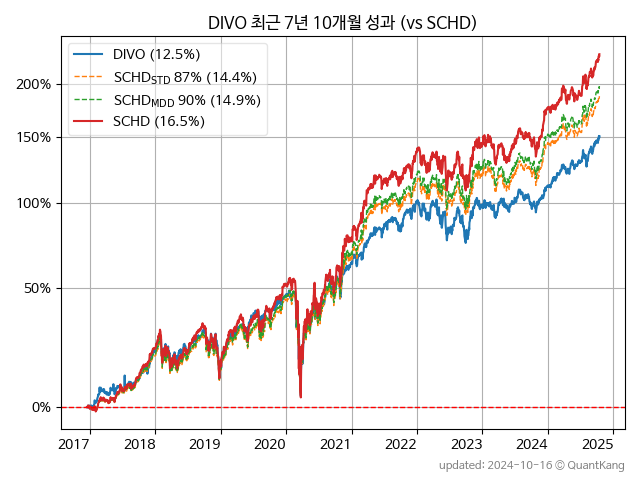 DIVO 최근 7년 10개월 성과 (vs SCHD)
DIVO (12.5%)
SCHD_STD 87% (14.4%)
SCHD_MDD 90% (14.9%)
SCHD (16.5%)
200%
150%
100%
50%
0%
2017 2018 2019 2020 2021 2022 2023 2024 2025
updated: 2024-10-16 © QuantKang